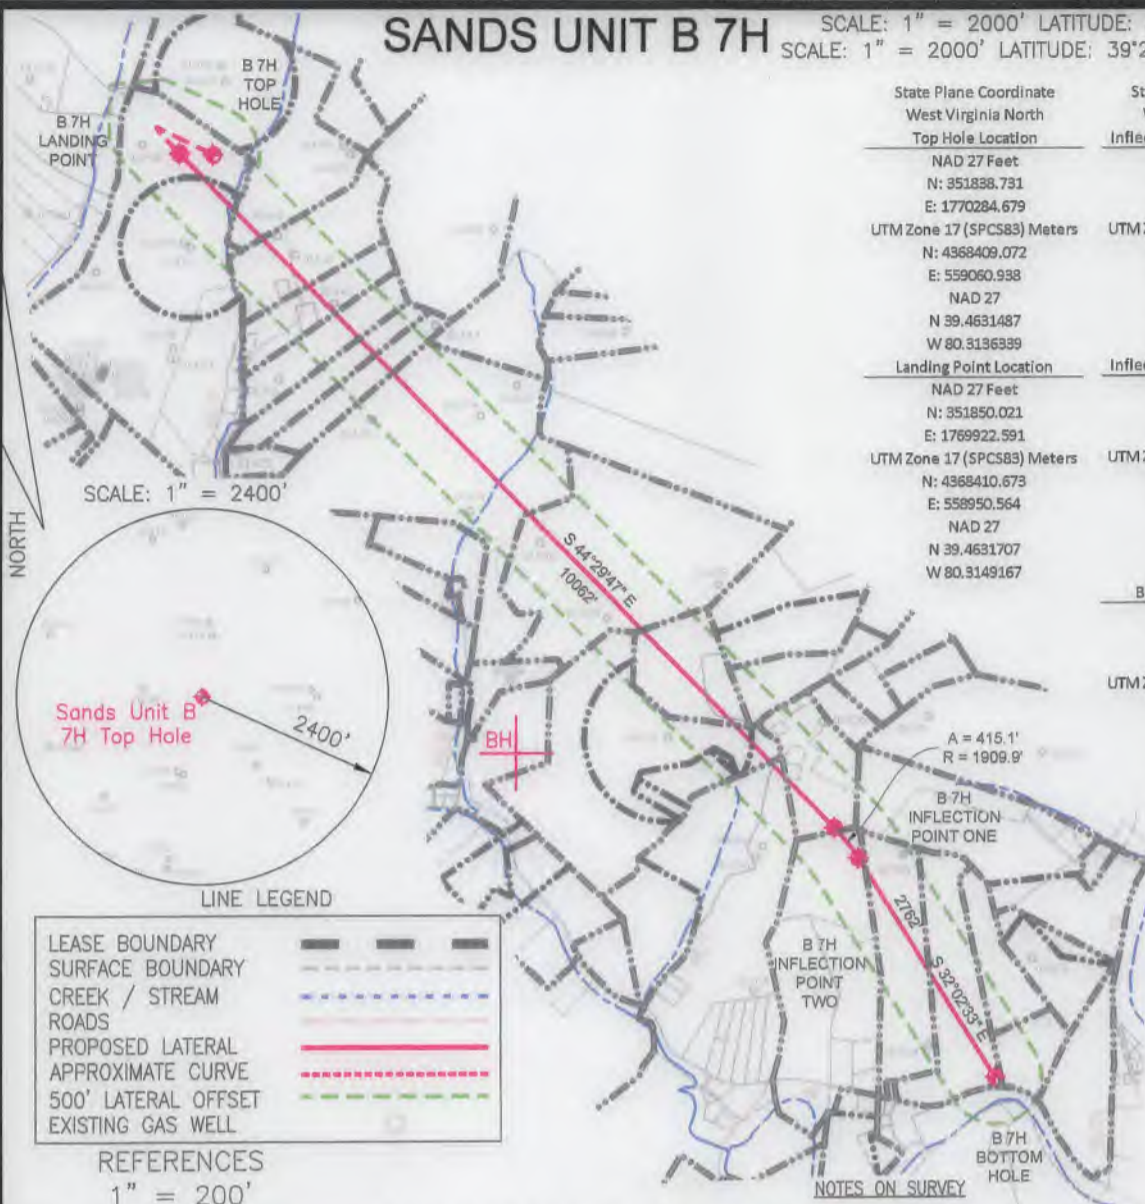 SANDS UNIT B 7H
SCALE: 1" = 2000' LATITUDE:
SCALE: 1" = 2000' LATITUDE: 39°2
State Plane Coordinate
West Virginia North
Top Hole Location
NAD 27 Feet
N: 351838.731
E: 1770284.679
UTM Zone 17 (SPCS83) Meters
N: 4368409.072
E: 559060.938
NAD 27
N 39.4631487
W 80.3136339
Landing Point Location
NAD 27 Feet
N: 351850.021
E: 1769922.591
UTM Zone 17 (SPCS83) Meters
N: 4368410.673
E: 558950.564
NAD 27
N 39.4631707
W 80.3149167
St
Inflec
UTM Z
Inflec
UTM Z
B
UTM Z
B 7H
TOP
HOLE
B 7H
LANDING
POINT
SCALE: 1" = 2400'
NORTH
Sands Unit B
7H Top Hole
2400'
S 44°29'47" E
10062'
BH
A = 415.1'
R = 1909.9'
B 7H
INFLECTION
POINT ONE
2762'
S 32°02'33" E
B 7H
INFLECTION
POINT
TWO
B 7H
BOTTOM
HOLE
LINE LEGEND
LEASE BOUNDARY
SURFACE BOUNDARY
CREEK / STREAM
ROADS
PROPOSED LATERAL
APPROXIMATE CURVE
500' LATERAL OFFSET
EXISTING GAS WELL
REFERENCES
1" = 200'
NOTES ON SURVEY